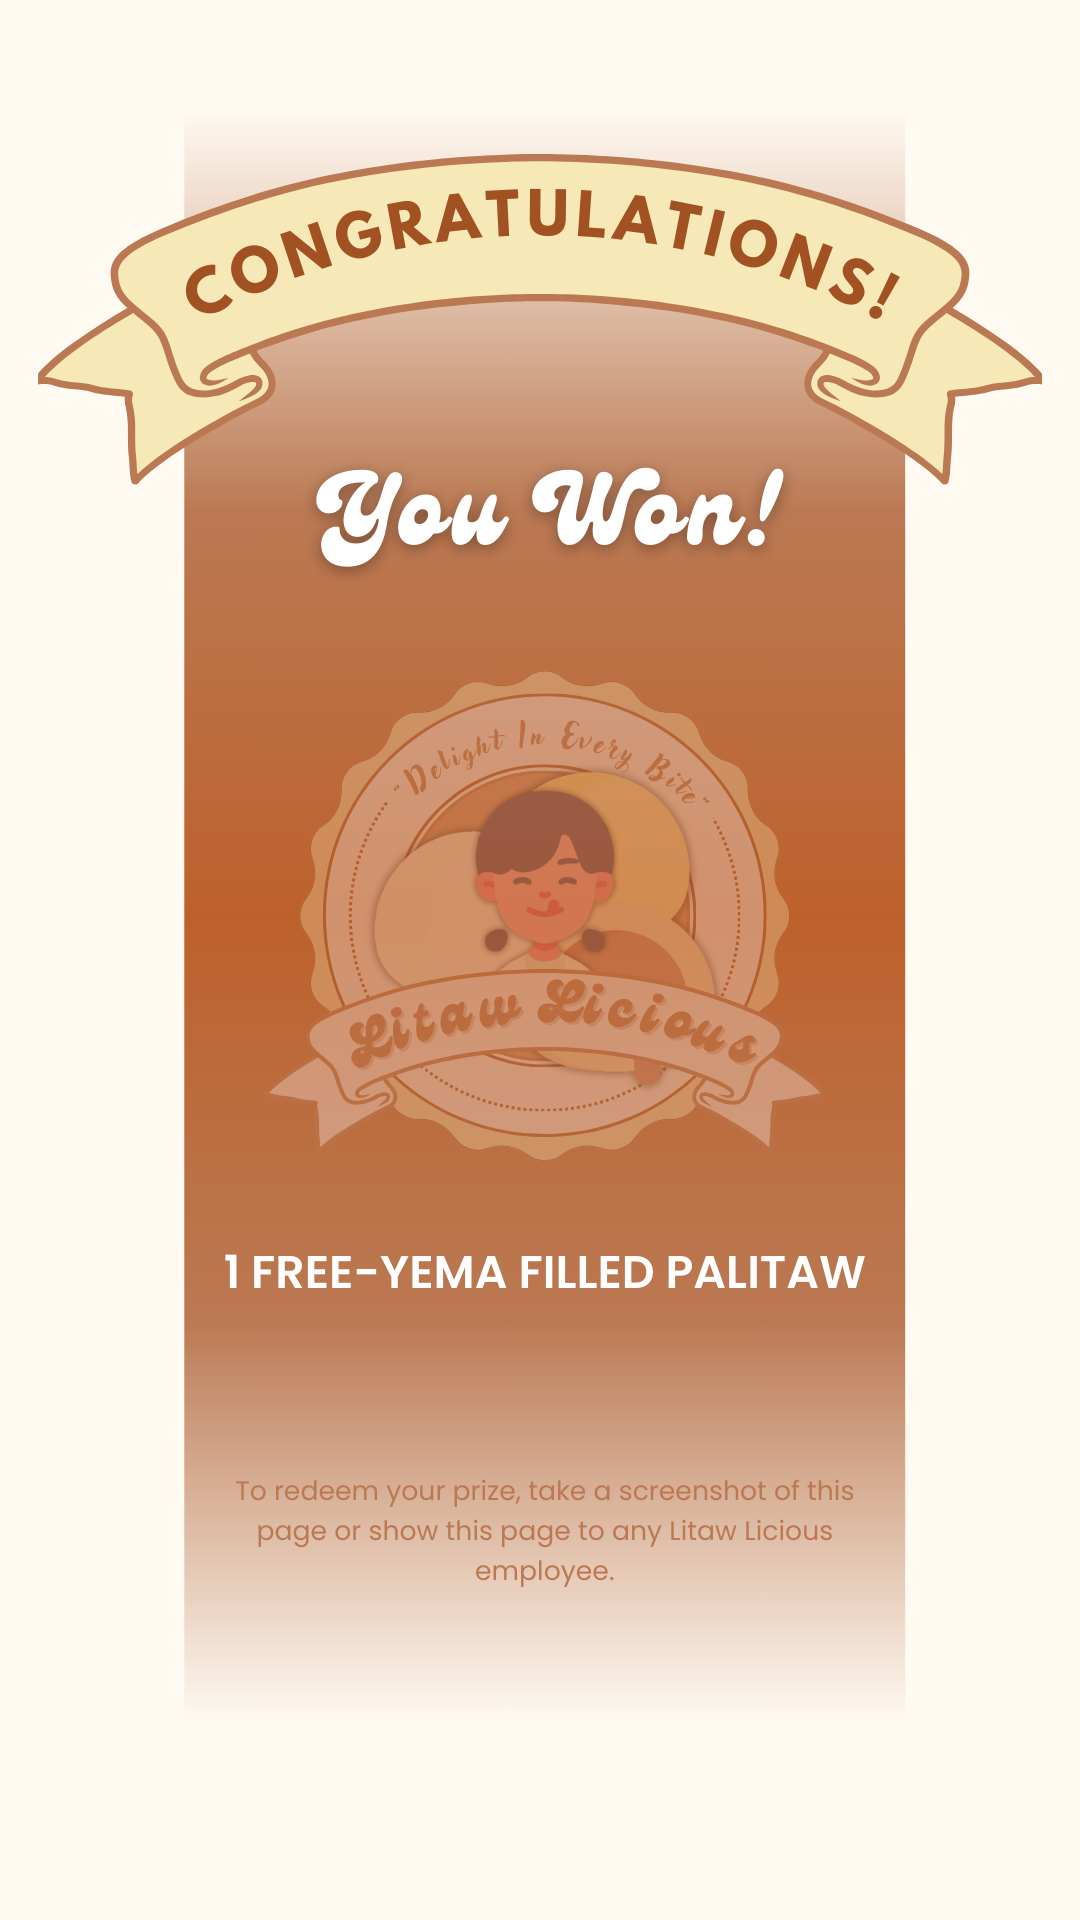 CONGRATULATIONS!
You Won!
"Delight In Every Bite"
Litaw Licious
1 FREE-YEMA FILLED PALITAW
To redeem your prize, take a screenshot of this
page or show this page to any Litaw Licious
employee.